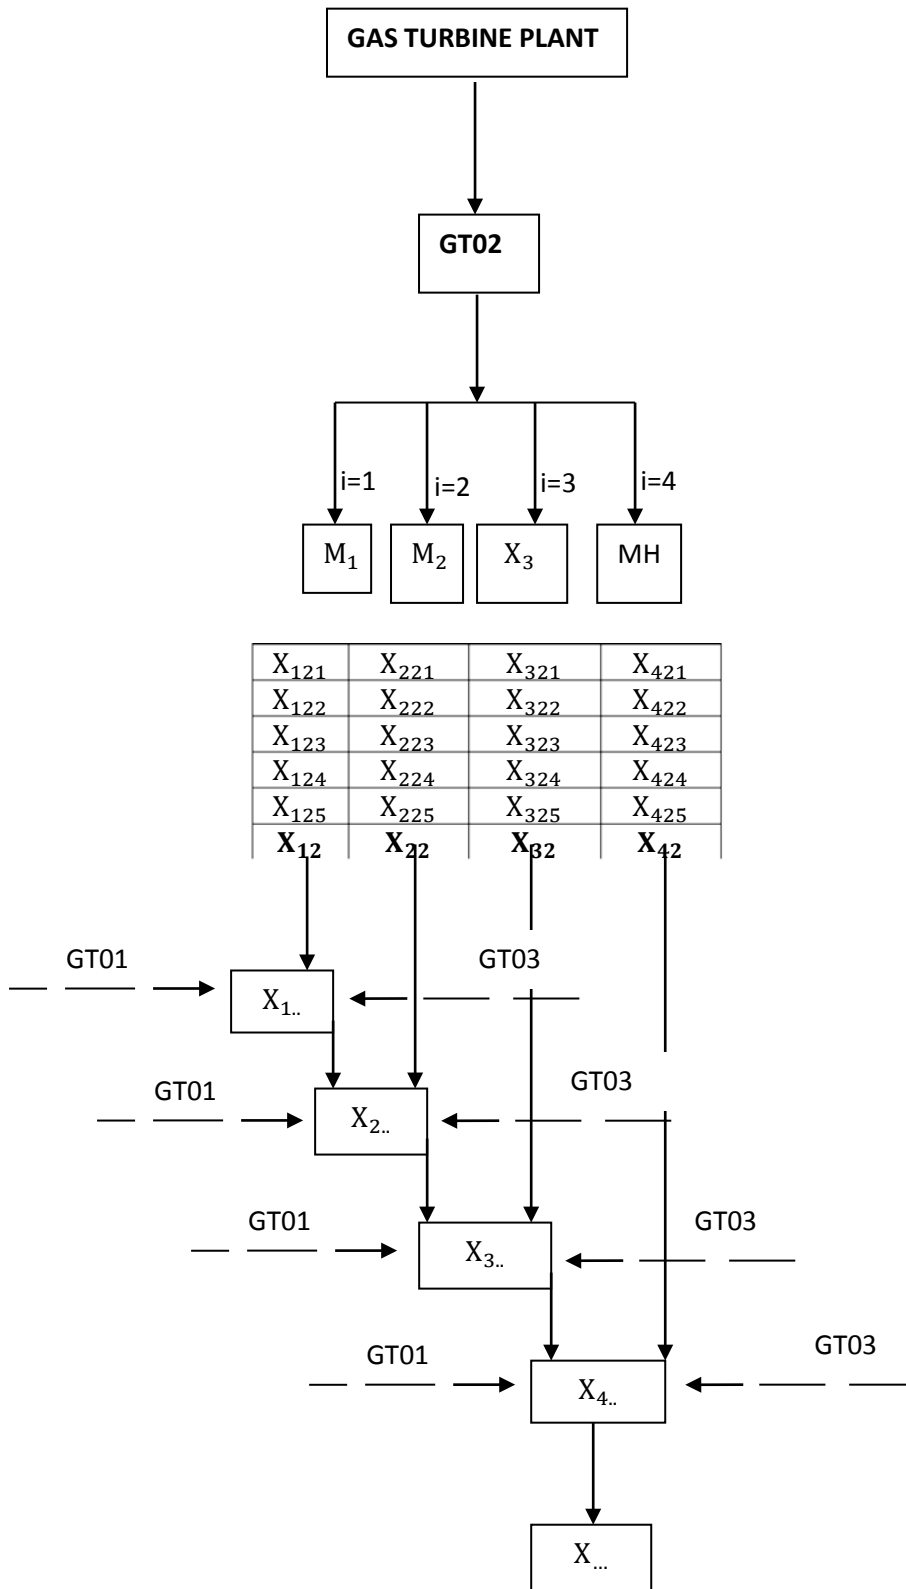 GAS TURBINE PLANT
GT02
i=1 i=2 i=3 i=4
M₁ M₂ X₃ MH
X₁₂₁ X₂₂₁ X₃₂₁ X₄₂₁
X₁₂₂ X₂₂₂ X₃₂₂ X₄₂₂
X₁₂₃ X₂₂₃ X₃₂₃ X₄₂₃
X₁₂₄ X₂₂₄ X₃₂₄ X₄₂₄
X₁₂₅ X₂₂₅ X₃₂₅ X₄₂₅
X₁₂ X₂₂ X₃₂ X₄₂
GT01 GT03
X₁..
GT01 GT03
X₂..
GT01 GT03
X₃..
GT01 GT03
X₄..
X...